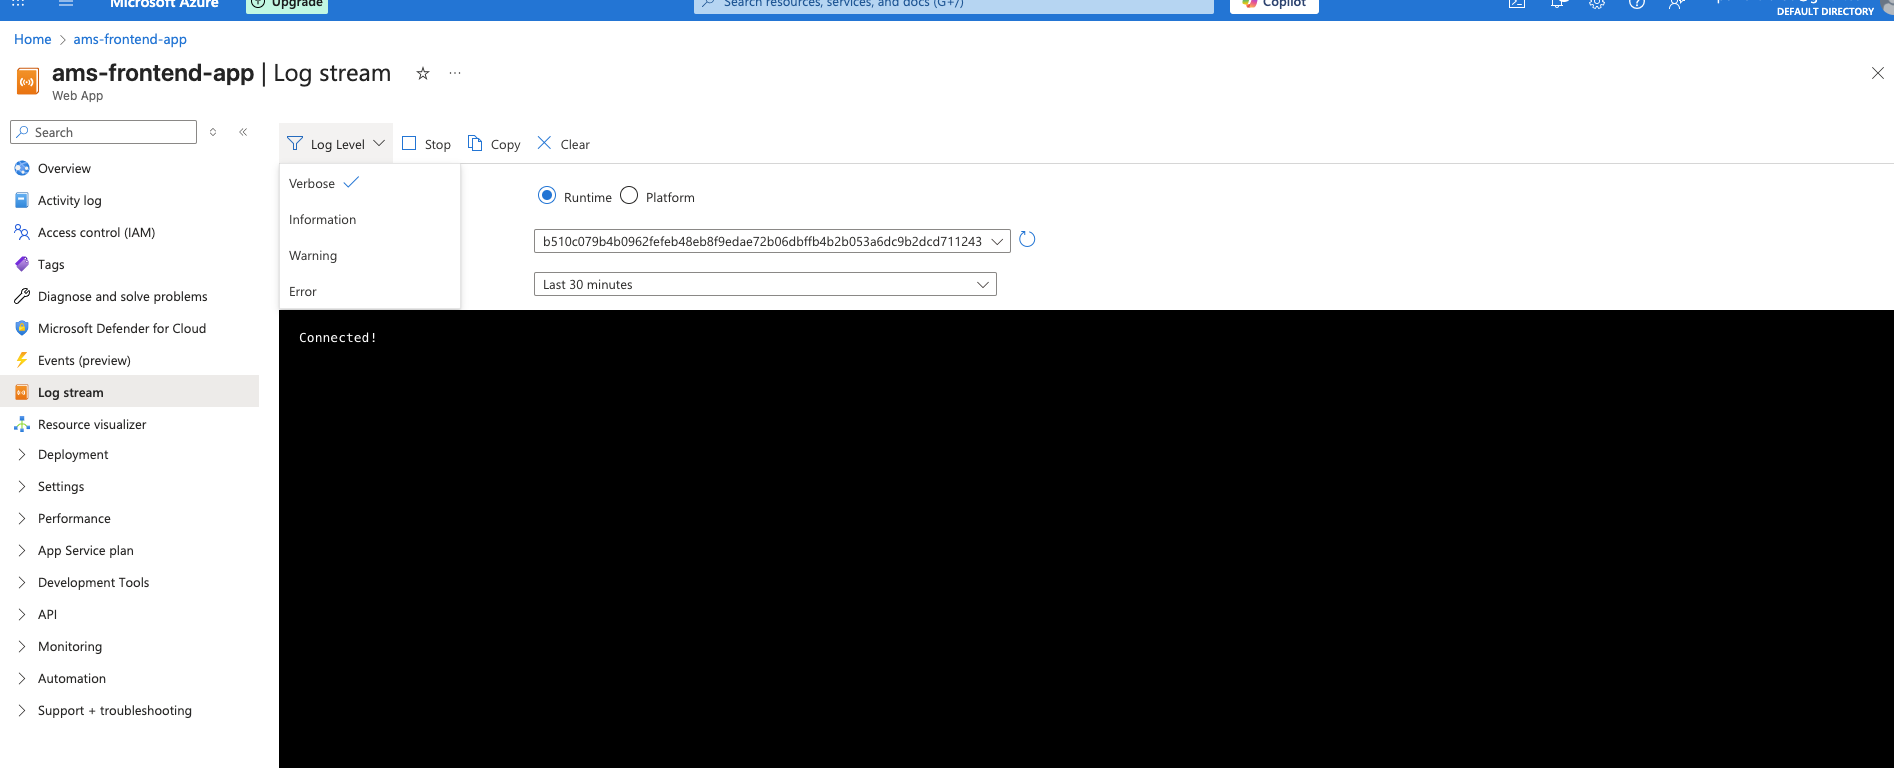 Microsoft Azure
Upgrade
Search resources, services, and docs (G+/)
Copilot
DEFAULT DIRECTORY
Home > ams-frontend-app
ams-frontend-app | Log stream
Web App
Search
Log Level
Stop
Copy
Clear
Verbose
Information
Warning
Error
Runtime
Platform
b510c079b4b0962fefeb48eb8f9edae72b06dbffb4b2b053a6dc9b2dcd711243
Last 30 minutes
Connected!
Overview
Activity log
Access control (IAM)
Tags
Diagnose and solve problems
Microsoft Defender for Cloud
Events (preview)
Log stream
Resource visualizer
Deployment
Settings
Performance
App Service plan
Development Tools
API
Monitoring
Automation
Support + troubleshooting